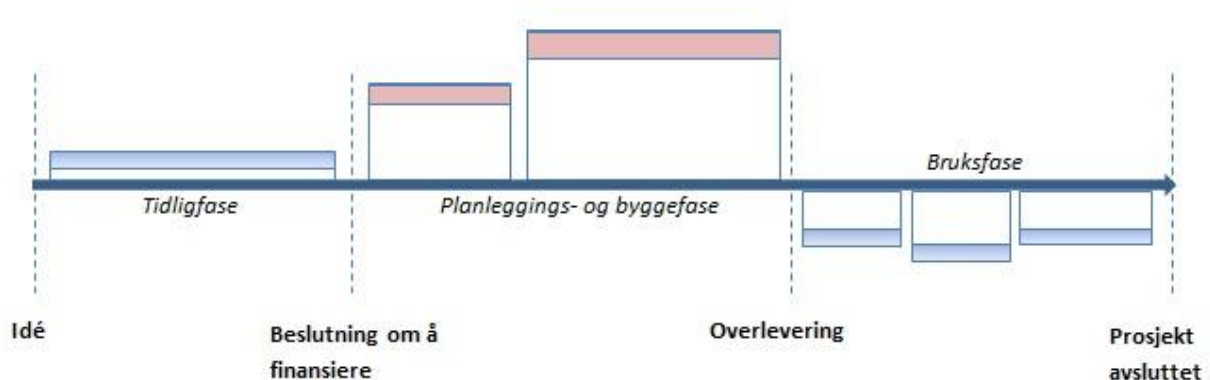 Bruksfase
Tidligfase
Planleggings- og byggefase
Idé
Beslutning om å
finansiere
Overlevering
Prosjekt
avsluttet